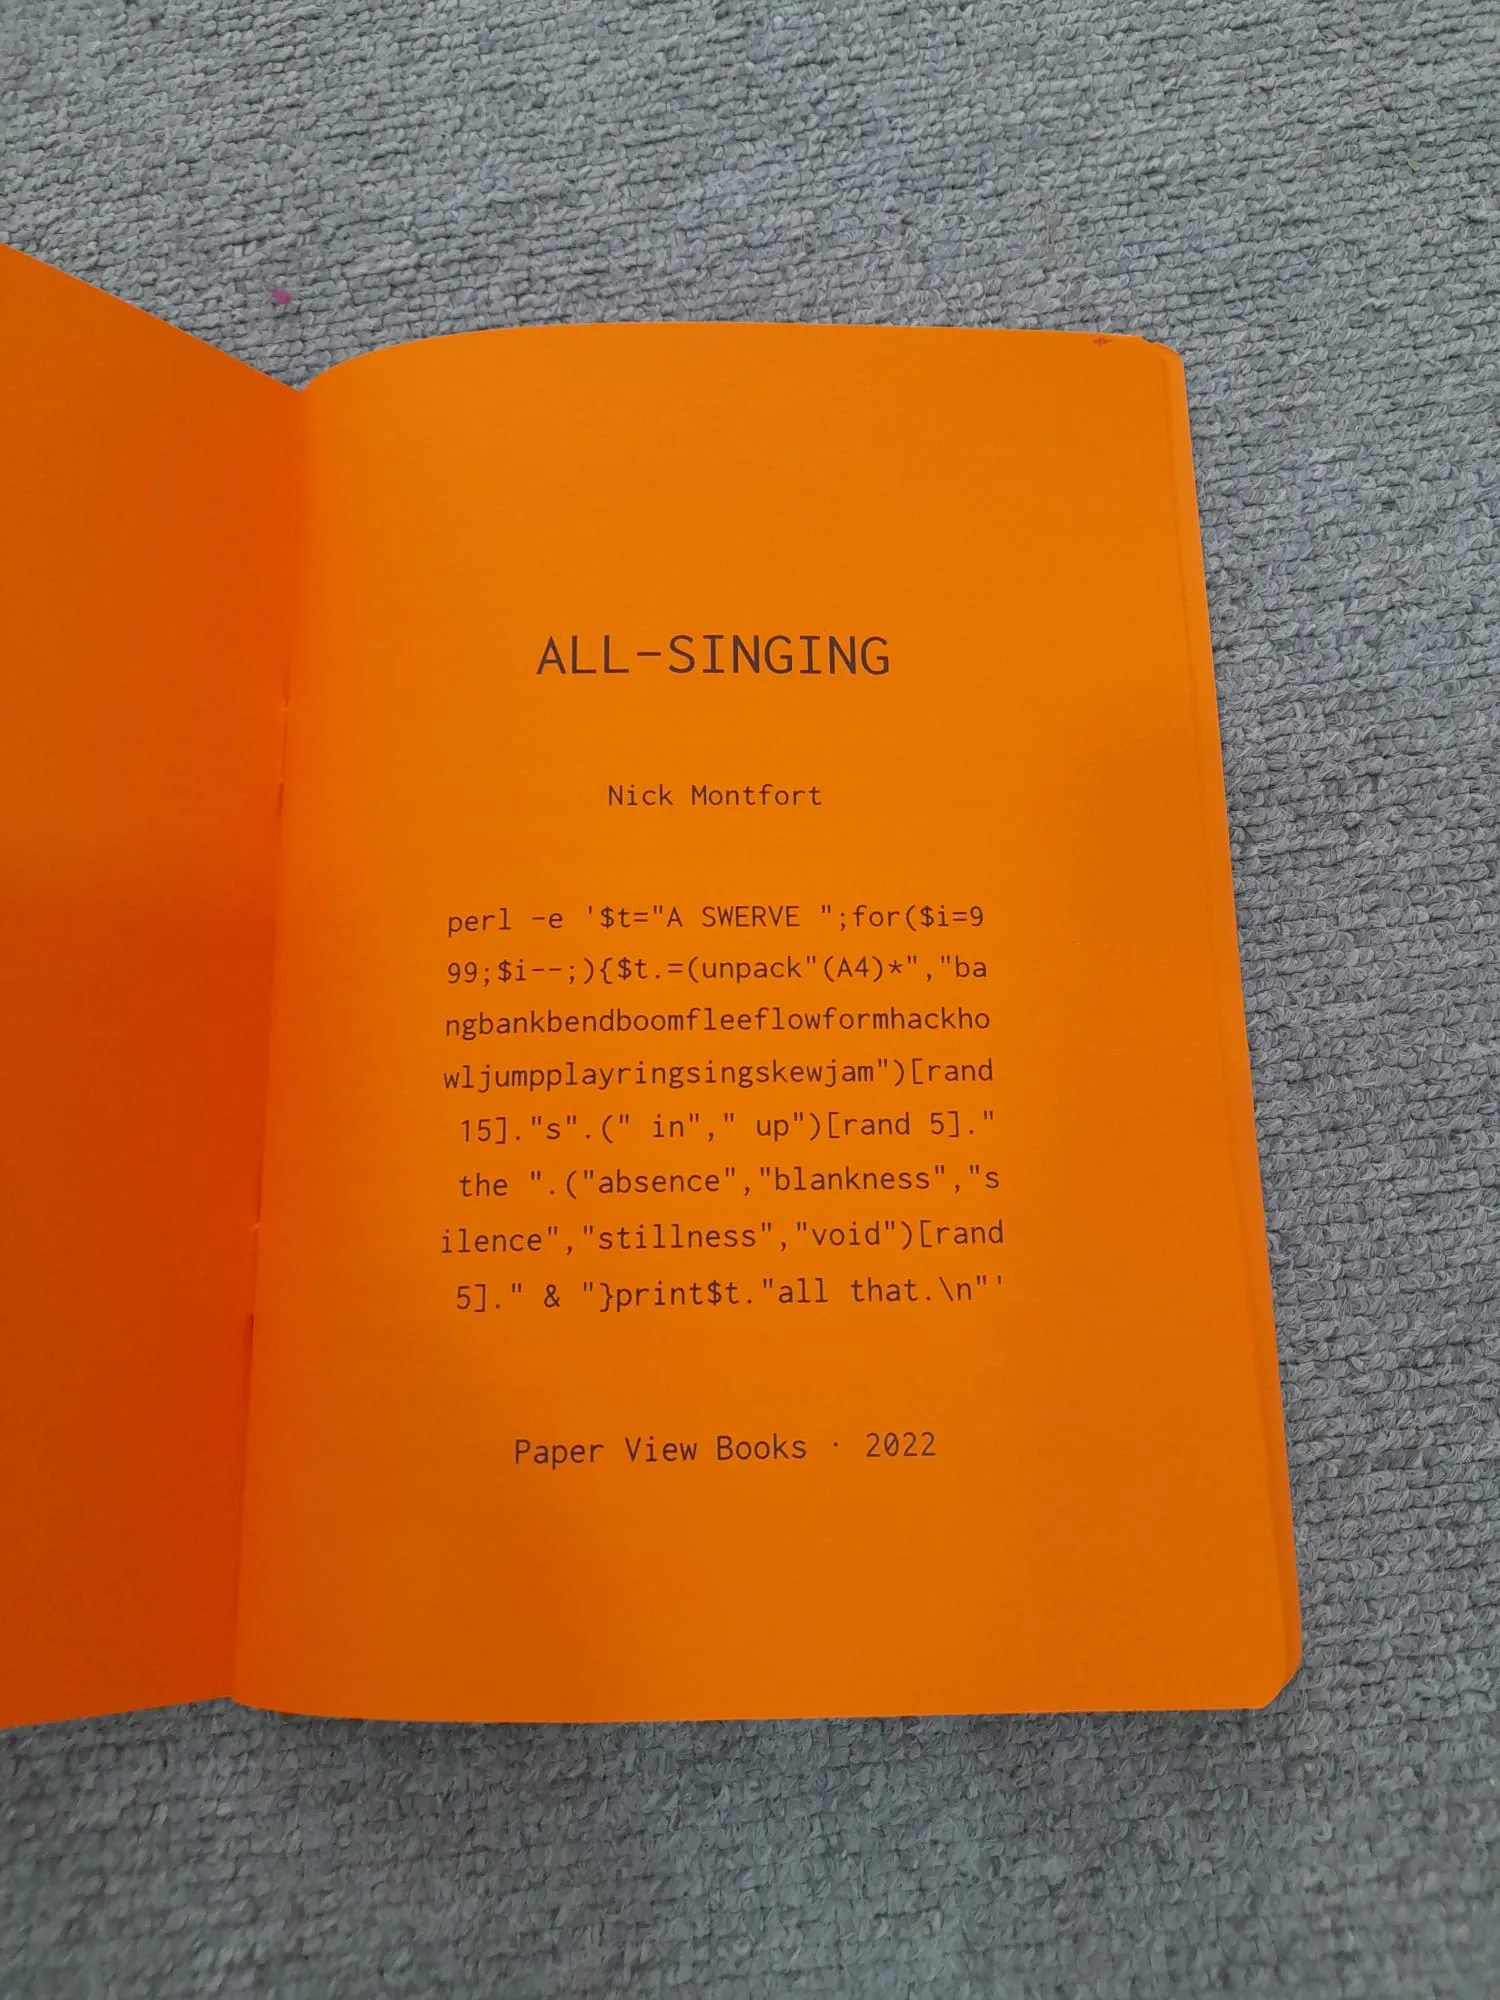 ALL-SINGING
Nick Montfort
perl -e '$t="A SWERVE ";for($i=9
99;$i--;){$t.=(unpack"(A4)*","ba
ngbankbendboomfleeflowformhackho
wljumpplayringsingskewjam")[rand
15]."s".(" in"," up")[rand 5]."
the ".("absence","blankness","s
ilence","stillness","void")[rand
5]." & "}print$t."all that.\n"'
Paper View Books · 2022